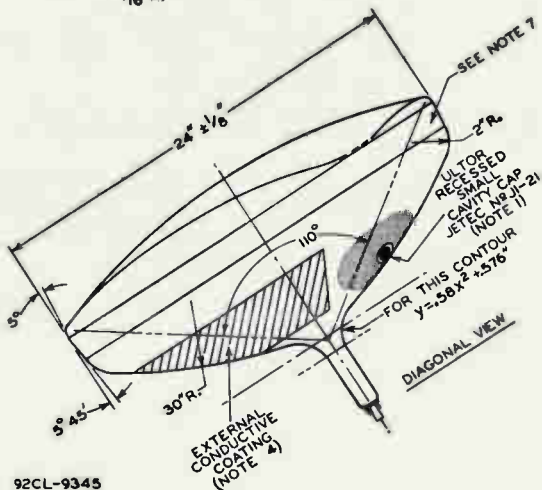 24" ±1/8"
SEE NOTE 7
2" R.
ULTOR
RECESSED
SMALL
CAVITY CAP
JETEC Nº J1-21
(NOTE 1)
110°
FOR THIS CONTOUR
y=.58x² +.576"
DIAGONAL VIEW
5°
5° 45'
30" R.
EXTERNAL
CONDUCTIVE
COATING
(NOTE 4)
92CL-9345